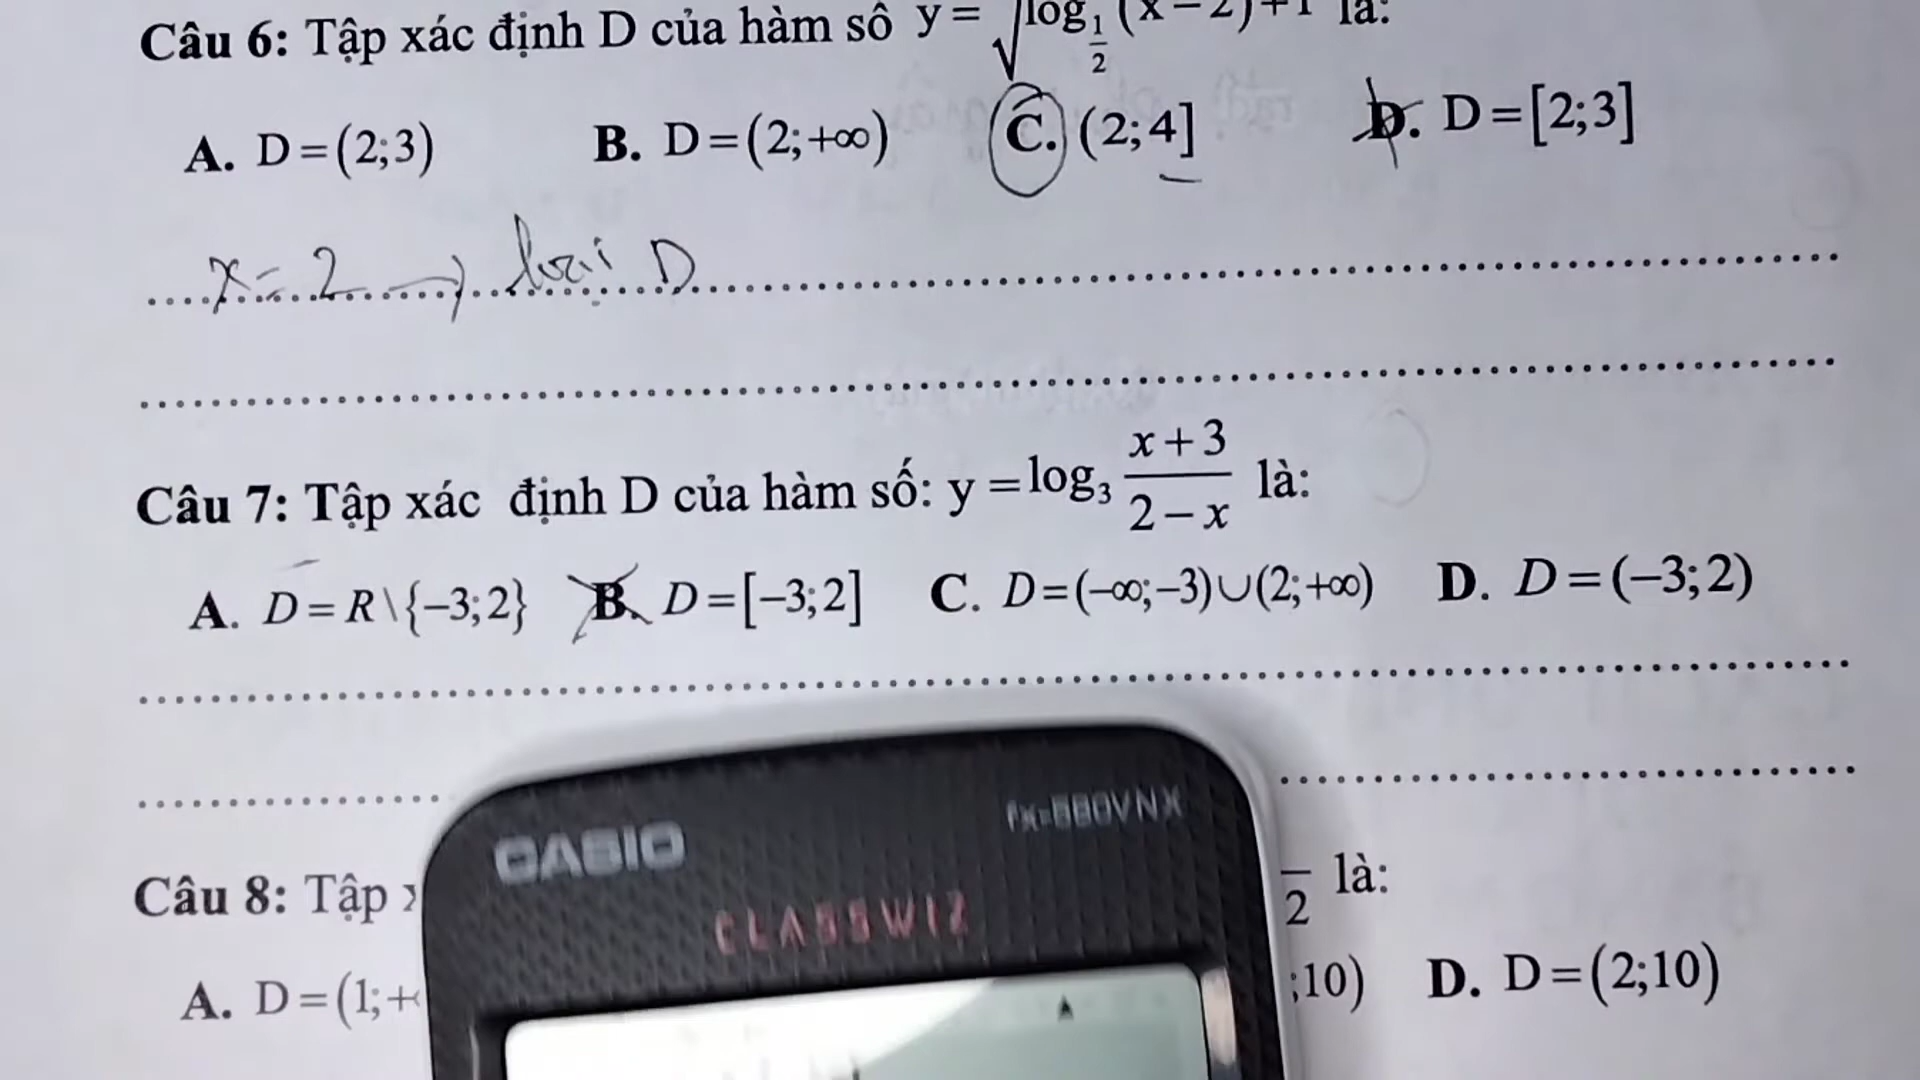 Câu 6: Tập xác định D của hàm số y = √log_{1/2}(x − 2) + 1 là:
A. D = (2;3) B. D = (2; +∞) C. (2; 4] D. D = [2;3]
x = 2 → loại D
Câu 7: Tập xác định D của hàm số: y = log₃ (x + 3)/(2 − x) là:
A. D = R \ {−3; 2} B. D = [−3; 2] C. D = (−∞; −3) ∪ (2; +∞) D. D = (−3; 2)
CASIO fx-580VN X
CLASSWIZ
Câu 8: Tập 2 là:
A. D = (1; + ;10) D. D = (2;10)